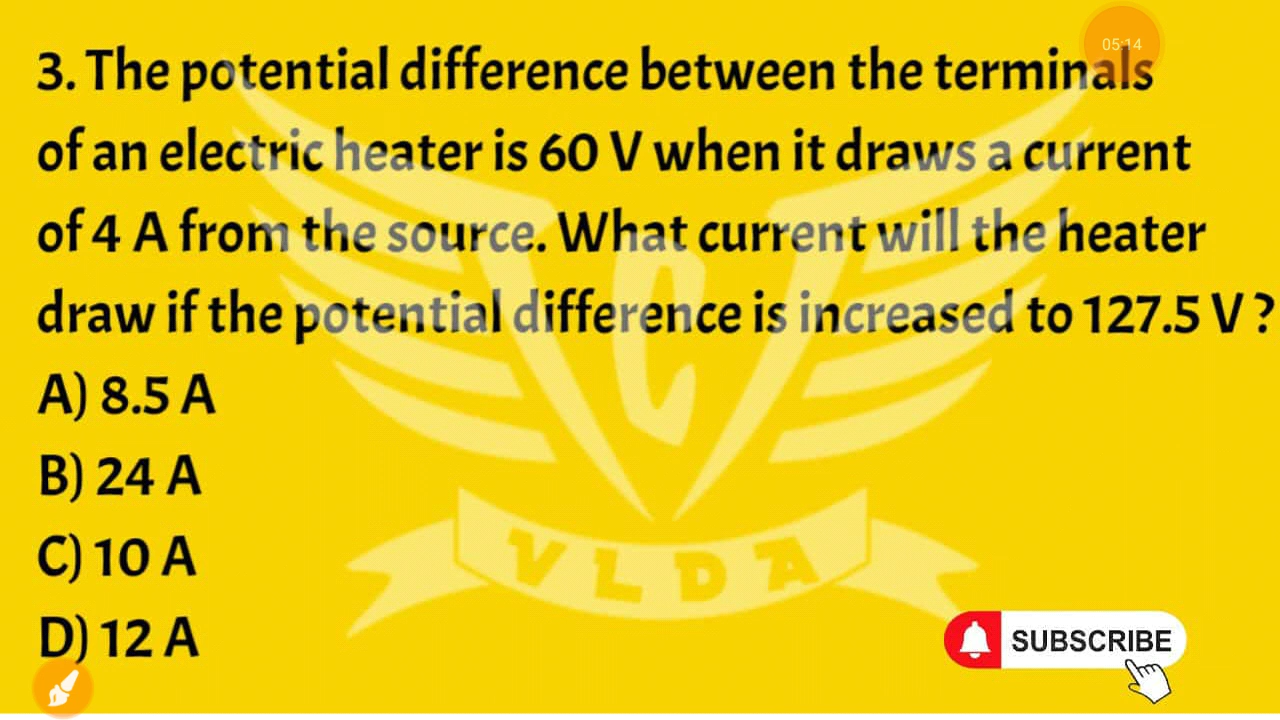 05:14
3. The potential difference between the terminals
of an electric heater is 60 V when it draws a current
of 4 A from the source. What current will the heater
draw if the potential difference is increased to 127.5 V ?
A) 8.5 A
B) 24 A
C) 10 A
D) 12 A
VLDA
SUBSCRIBE